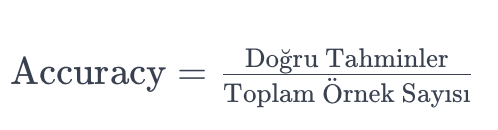 Accuracy = Doğru Tahminler
Toplam Örnek Sayısı